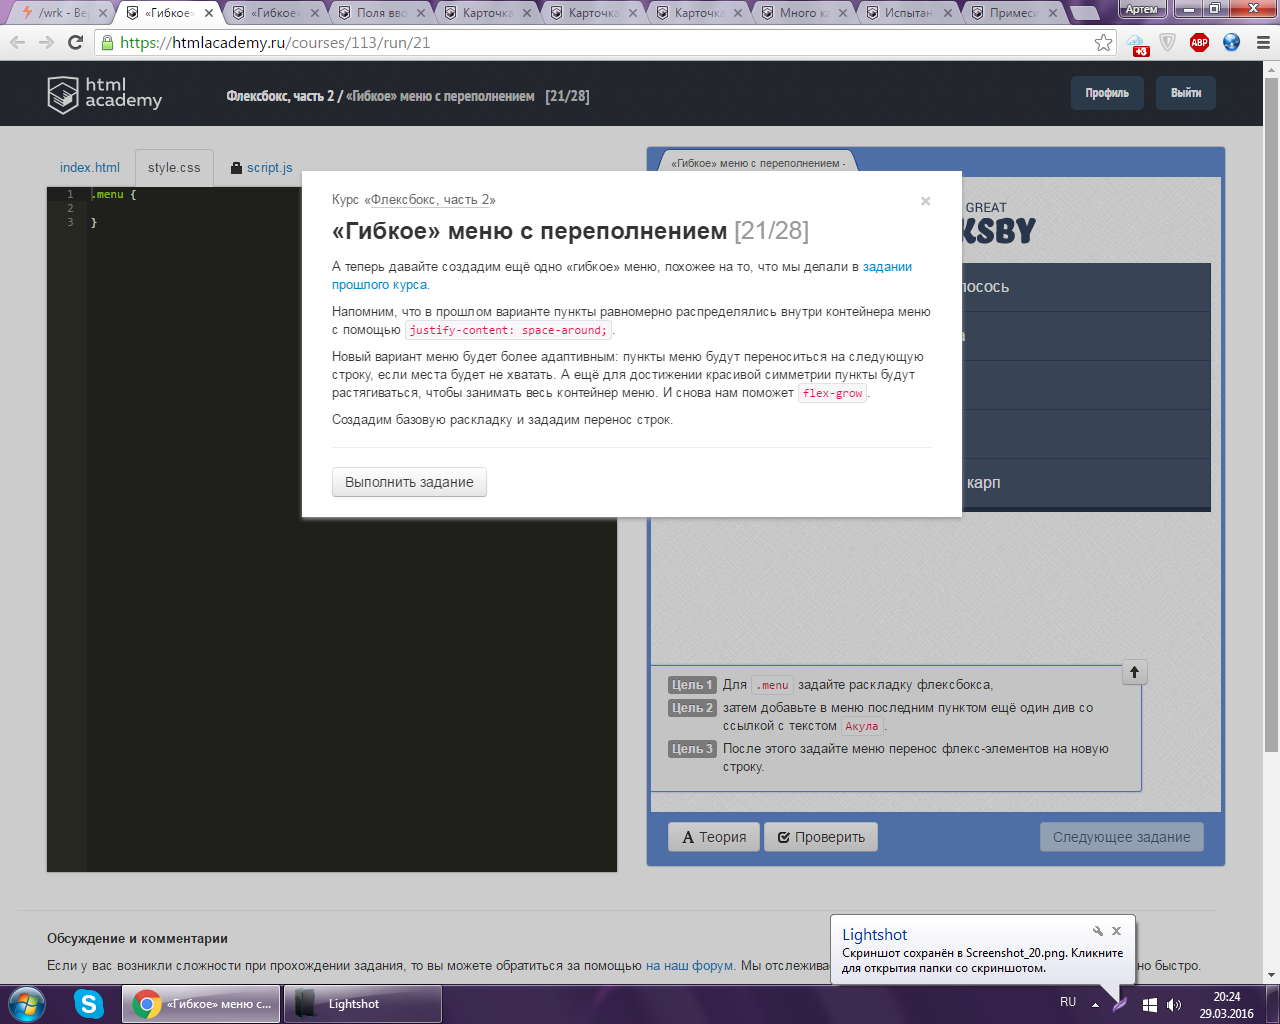 /wrk - Ве
«Гибкое»
«Гибкое»
Поля вво
Карточка
Карточка
Карточка
Много ка
Испытан
Примеси
Артем
https://htmlacademy.ru/courses/113/run/21
+3
ABP
html
academy
Флексбокс, часть 2 / «Гибкое» меню с переполнением [21/28]
Профиль
Выйти
index.html
style.css
script.js
«Гибкое» меню с переполнением -
1 .menu {
2
3 }
GREAT
KSBY
лосось
а
карп
Курс «Флексбокс, часть 2»
×
«Гибкое» меню с переполнением [21/28]
А теперь давайте создадим ещё одно «гибкое» меню, похожее на то, что мы делали в задании
прошлого курса.
Напомним, что в прошлом варианте пункты равномерно распределялись внутри контейнера меню
с помощью justify-content: space-around; .
Новый вариант меню будет более адаптивным: пункты меню будут переноситься на следующую
строку, если места будет не хватать. А ещё для достижении красивой симметрии пункты будут
растягиваться, чтобы занимать весь контейнер меню. И снова нам поможет flex-grow .
Создадим базовую раскладку и зададим перенос строк.
Выполнить задание
Цель 1 Для .menu задайте раскладку флексбокса,
Цель 2 затем добавьте в меню последним пунктом ещё один див со
ссылкой с текстом Акула .
Цель 3 После этого задайте меню перенос флекс-элементов на новую
строку.
Теория
Проверить
Следующее задание
Обсуждение и комментарии
Если у вас возникли сложности при прохождении задания, то вы можете обратиться за помощью на наш форум. Мы отслежива
но быстро.
Lightshot
Скриншот сохранён в Screenshot_20.png. Кликните
для открытия папки со скриншотом.
«Гибкое» меню с...
Lightshot
RU
20:24
29.03.2016